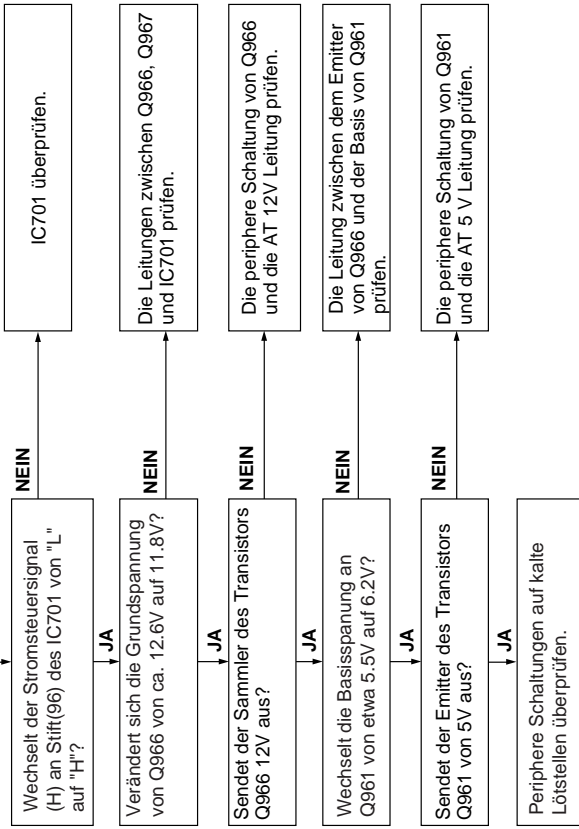 Wechselt der Stromsteuersignal
(H) an Stift(96) des IC701 von "L"
auf "H"?
NEIN
IC701 überprüfen.
JA
Verändert sich die Grundspannung
von Q966 von ca. 12.6V auf 11.8V?
NEIN
Die Leitungen zwischen Q966, Q967
und IC701 prüfen.
JA
Sendet der Sammler des Transistors
Q966 12V aus?
NEIN
Die periphere Schaltung von Q966
und die AT 12V Leitung prüfen.
JA
Wechselt die Basisspanung an
Q961 von etwa 5.5V auf 6.2V?
NEIN
Die Leitung zwischen dem Emitter
von Q966 und der Basis von Q961
prüfen.
JA
Sendet der Emitter des Transistors
Q961 von 5V aus?
NEIN
Die periphere Schaltung von Q961
und die AT 5 V Leitung prüfen.
JA
Periphere Schaltungen auf kalte
Lötstellen überprüfen.